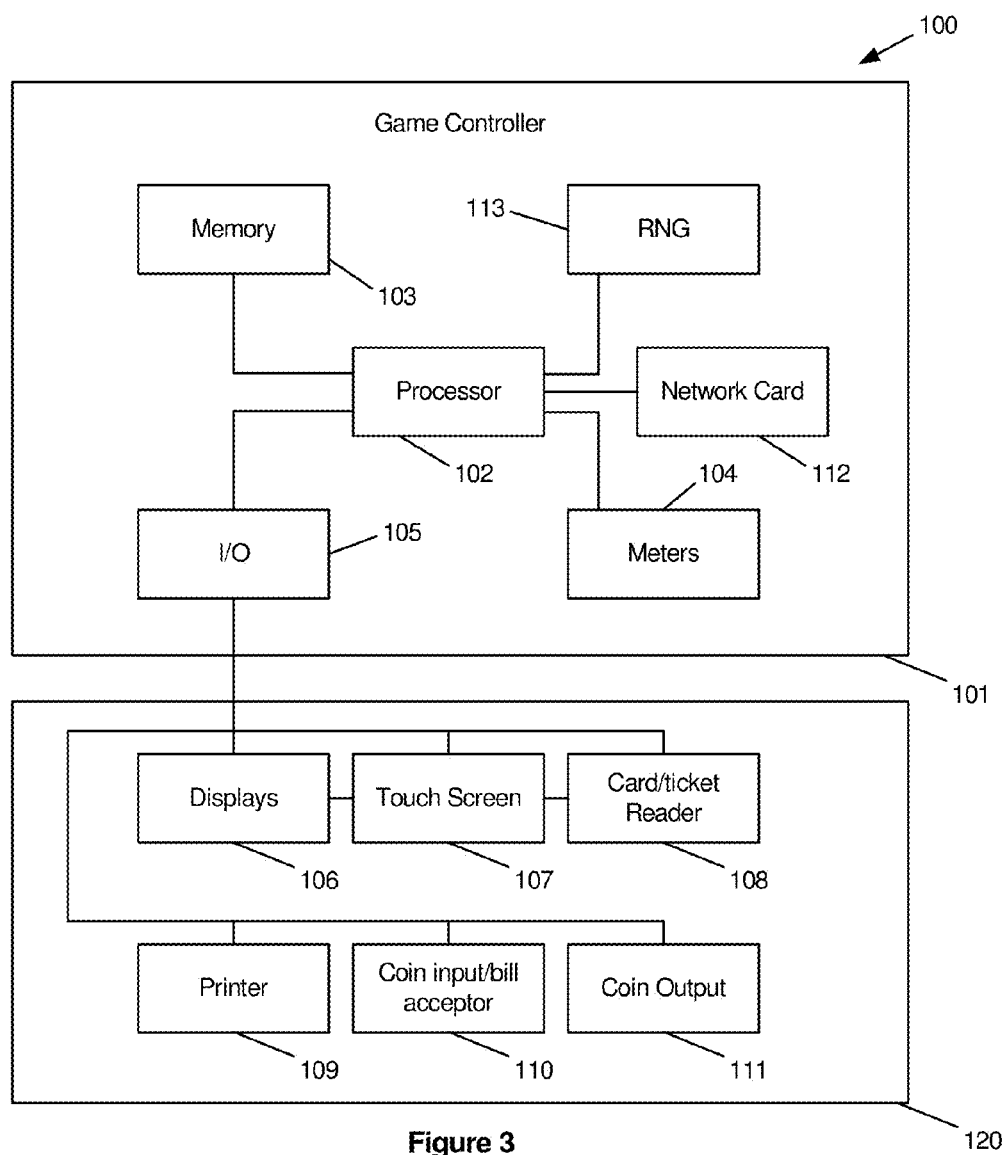 100
Game Controller
Memory
103
113
RNG
Processor
102
Network Card
112
I/O
105
104
Meters
101
Displays
106
Touch Screen
107
Card/ticket
Reader
108
Printer
109
Coin input/bill
acceptor
110
Coin Output
111
120
Figure 3